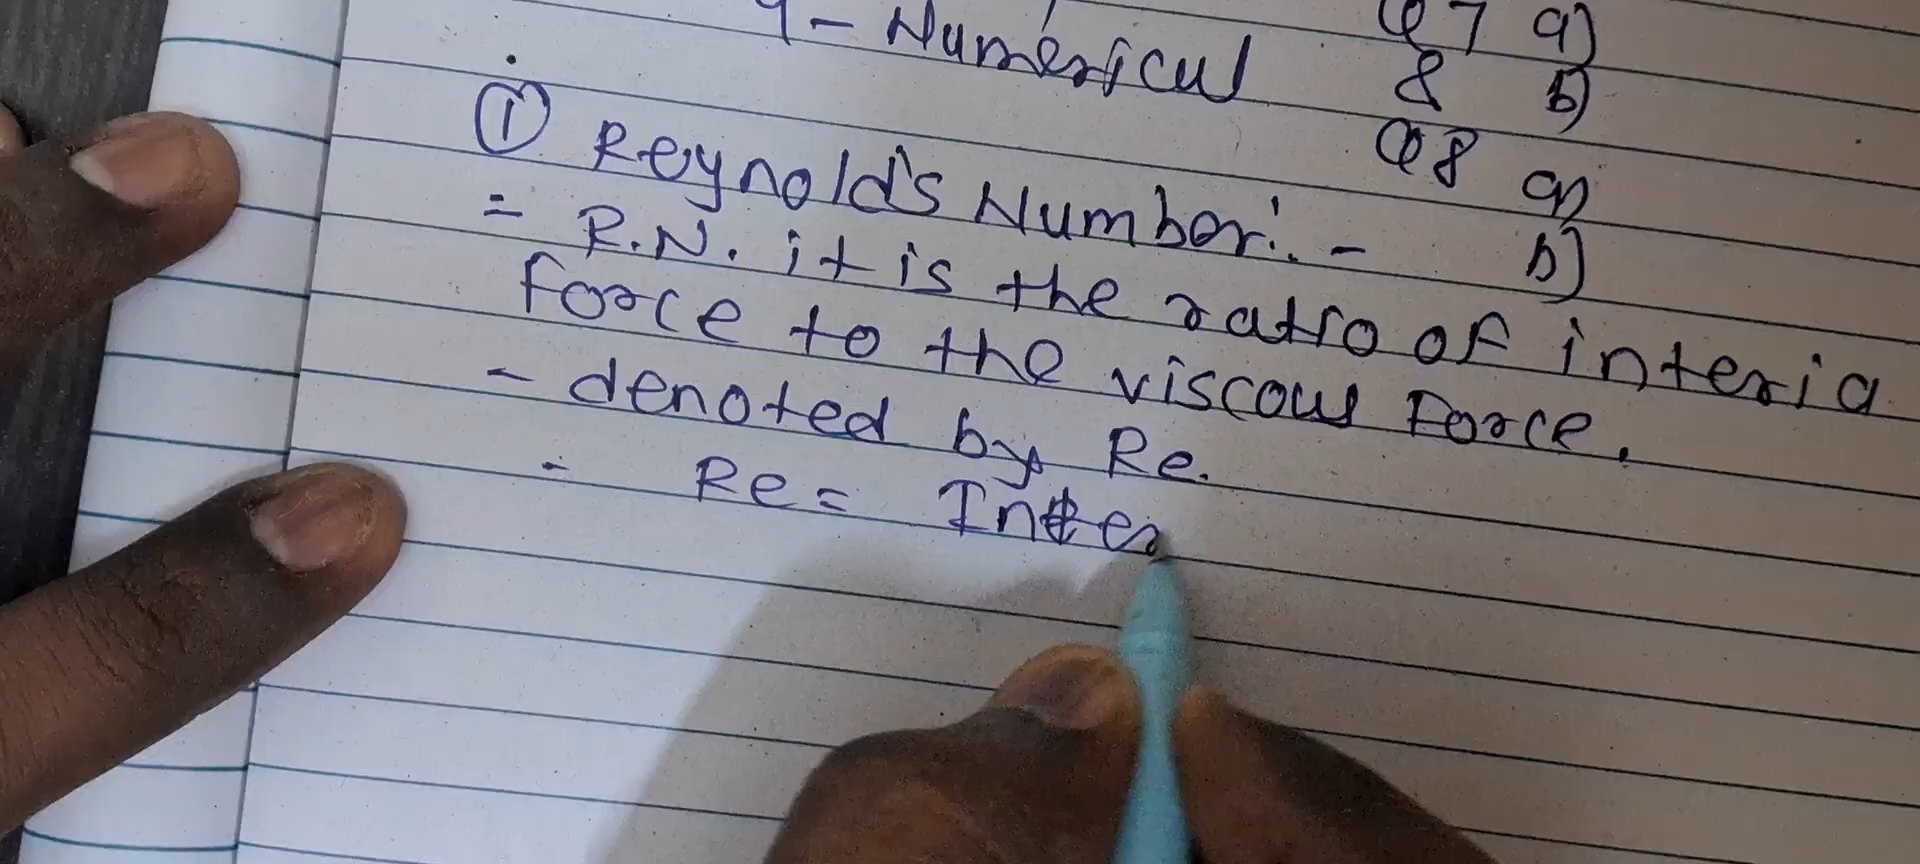 9 - Numerical
Q7 a)
& b)
Q8 a)
b)
① Reynold's Number:. -
= R.N. it is the ratio of interia
force to the viscous Force.
- denoted by Re.
- Re = Inter